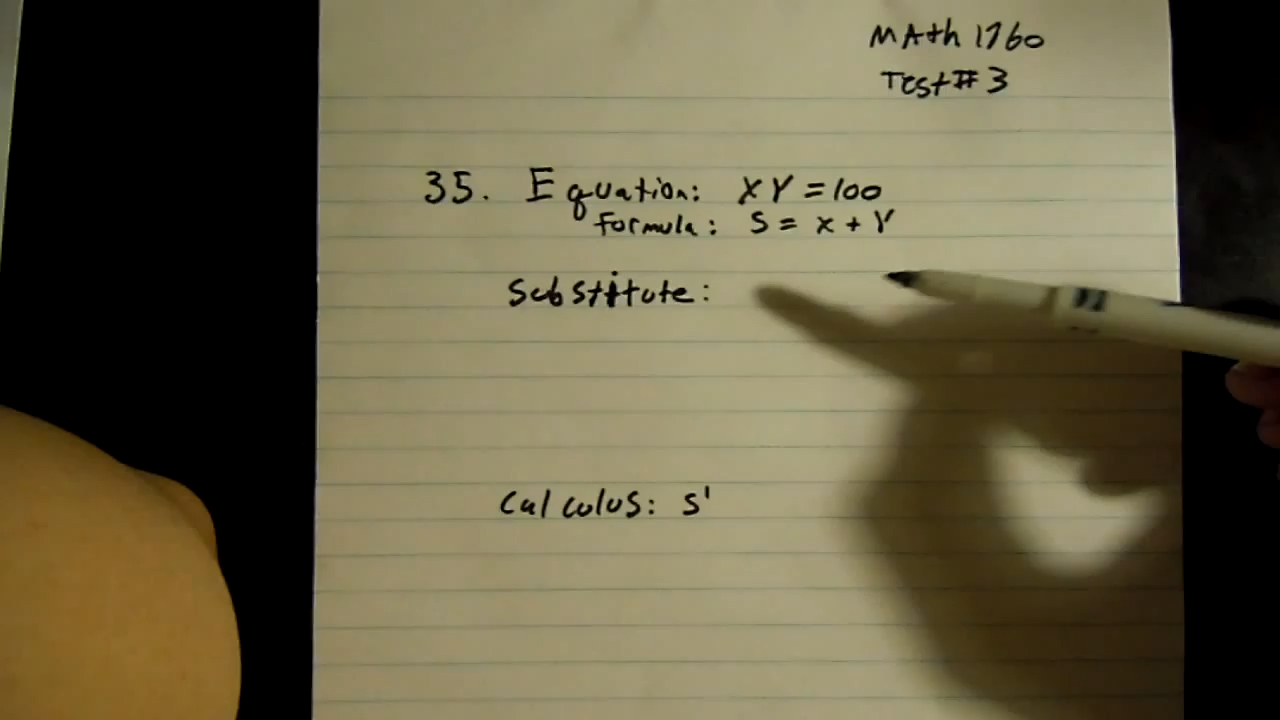 MAth 1760
Test # 3
35. Equation: XY = 100
Formula: S = x + Y
Substitute:
Calculus: S'